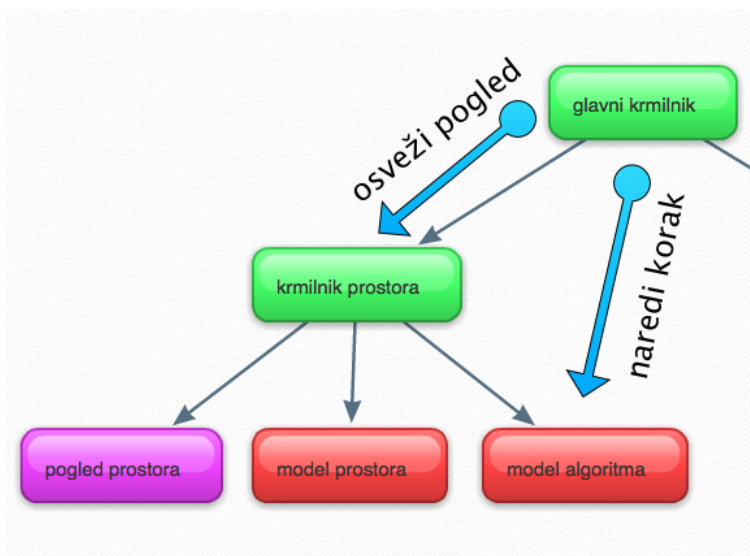 glavni krmilnik
osveži pogled
naredi korak
krmilnik prostora
pogled prostora
model prostora
model algoritma